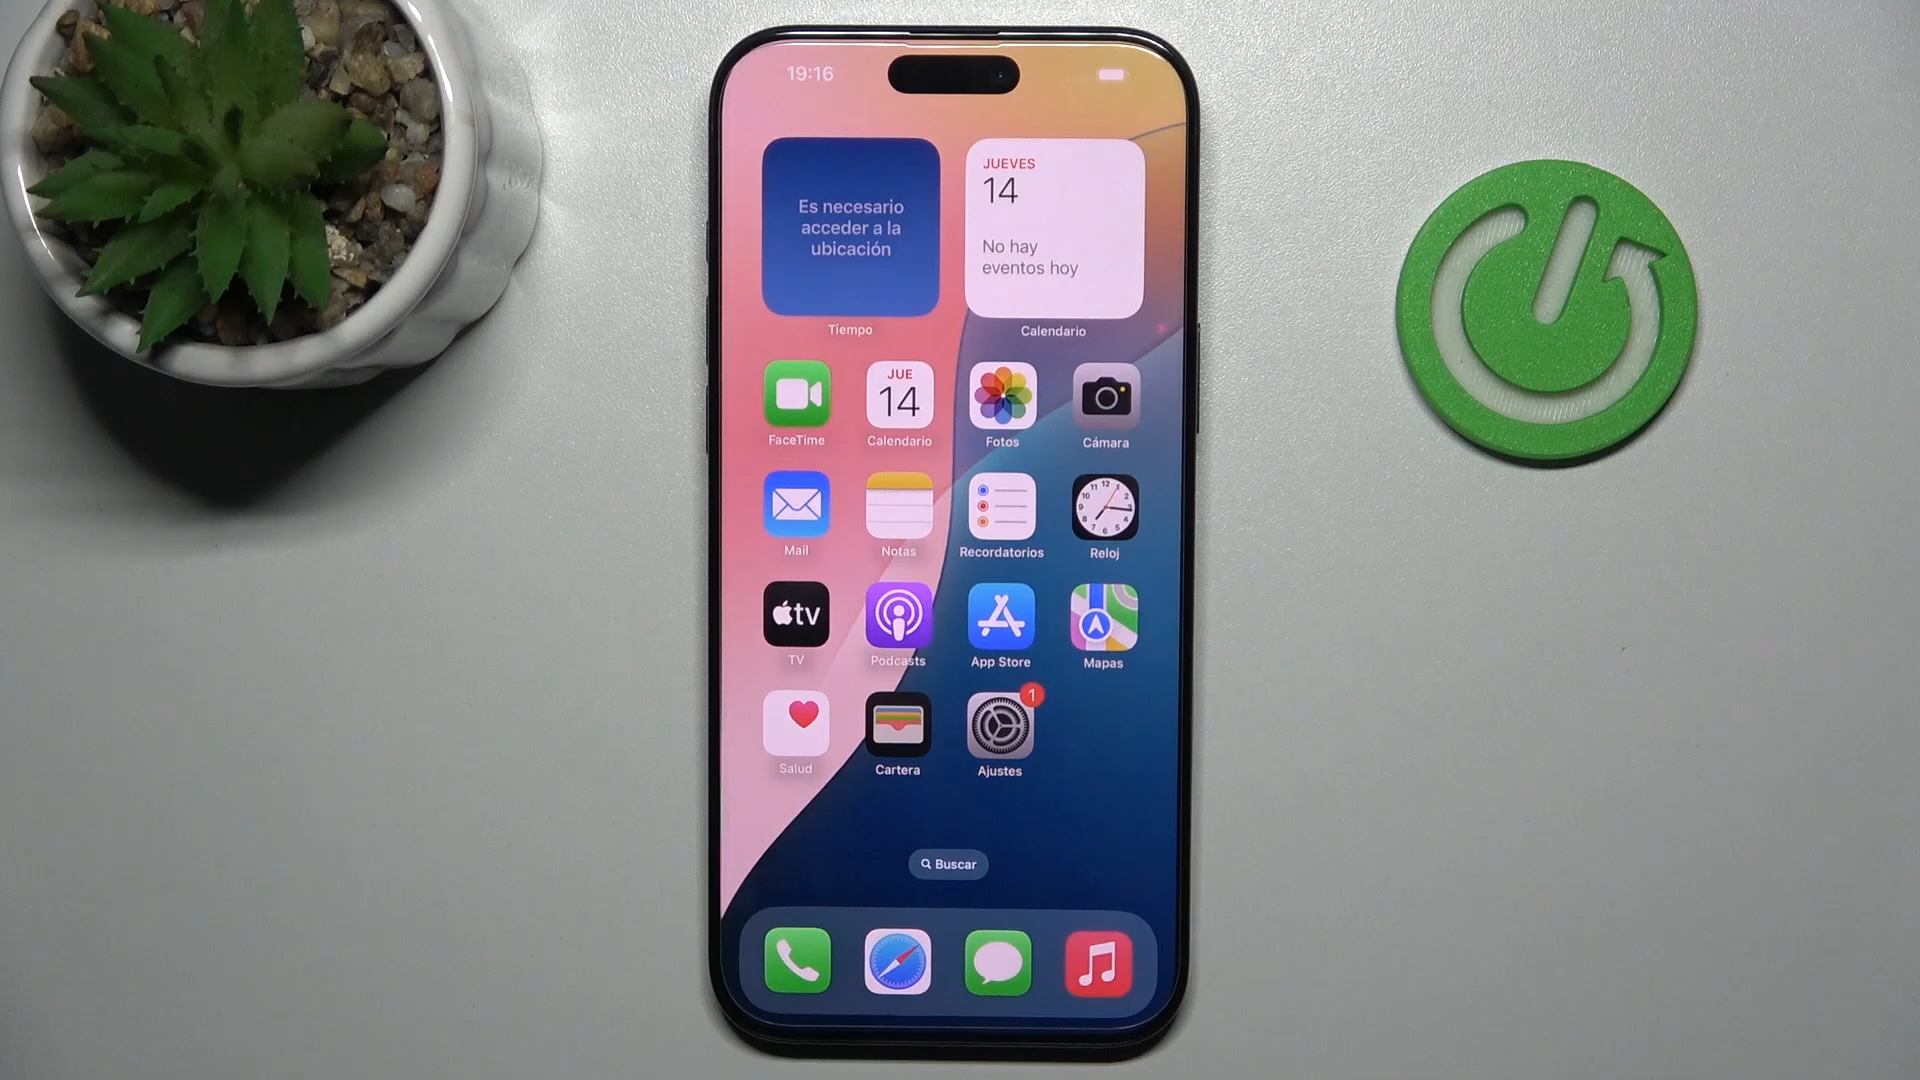 19:16
Es necesario
acceder a la
ubicación
Tiempo
JUEVES
14
No hay
eventos hoy
Calendario
FaceTime
JUE
14
Calendario
Fotos
Cámara
Mail
Notas
Recordatorios
Reloj
tv
TV
Podcasts
App Store
Mapas
Salud
Cartera
1
Ajustes
Buscar